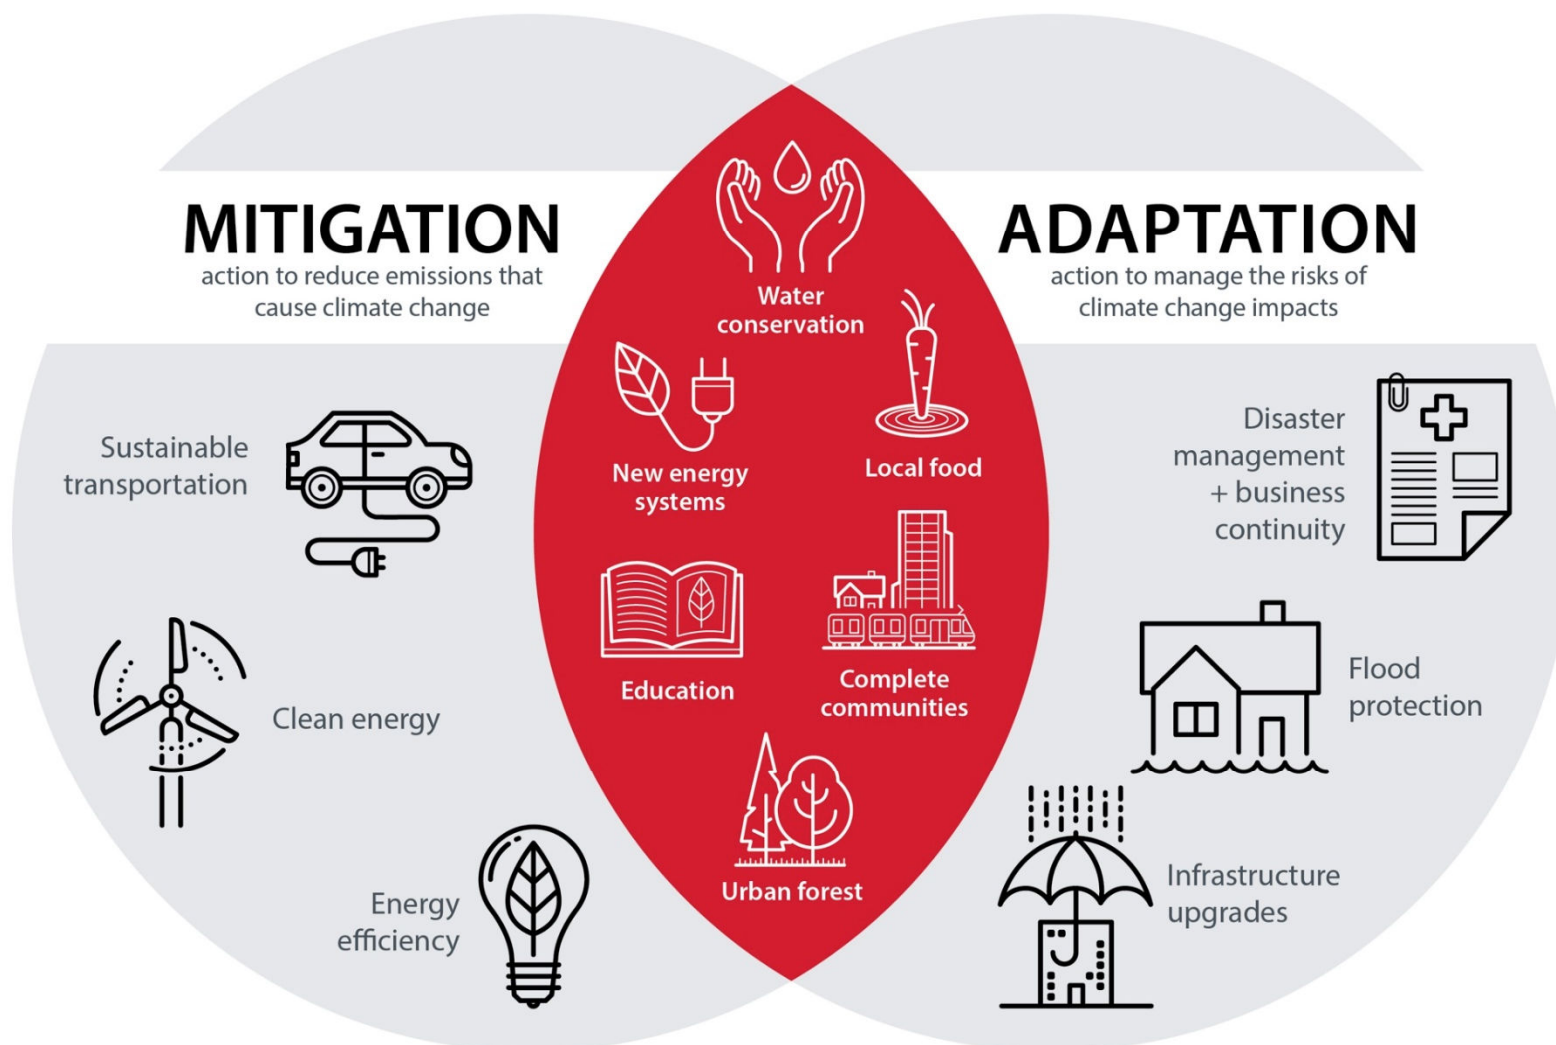 MITIGATION
action to reduce emissions that
cause climate change
Sustainable
transportation
Clean energy
Energy
efficiency
Water
conservation
New energy
systems
Local food
Education
Complete
communities
Urban forest
ADAPTATION
action to manage the risks of
climate change impacts
Disaster
management
+ business
continuity
Flood
protection
Infrastructure
upgrades